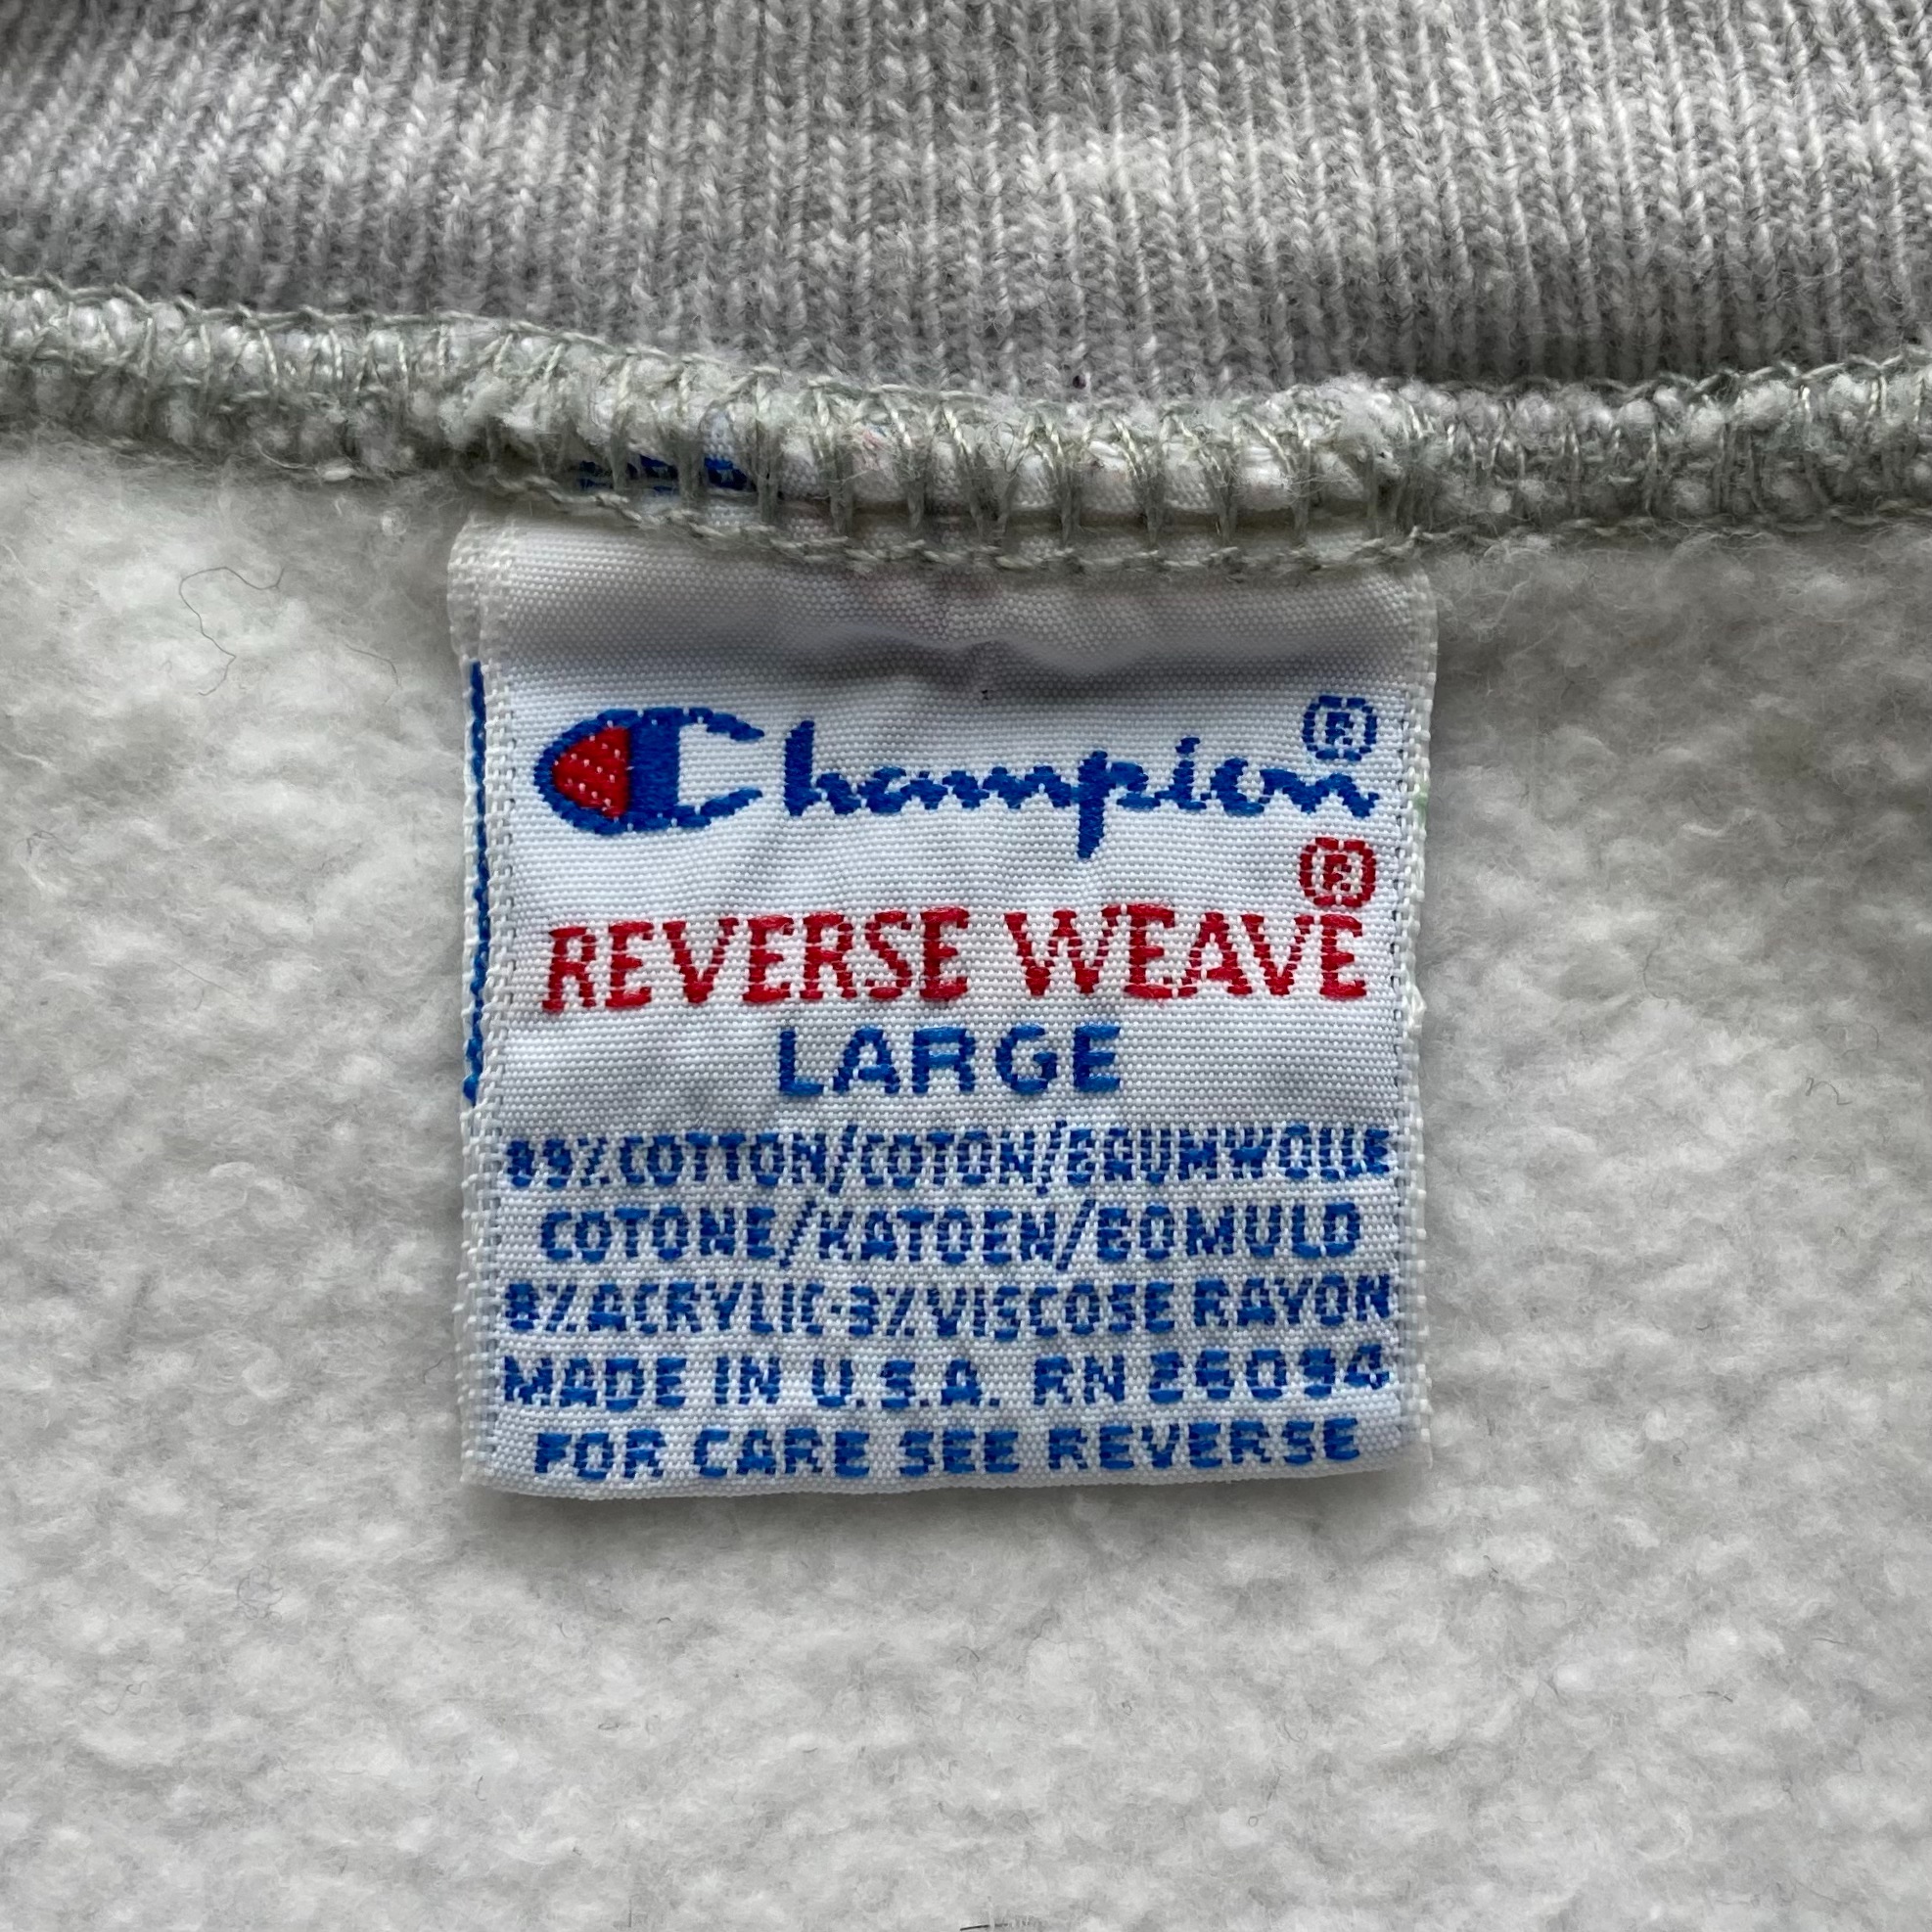 Champion®
REVERSE WEAVE®
LARGE
89% COTTON/COTON/BAUMWOLLE
COTONE/KATOEN/BOMULD
8% ACRYLIC-3% VISCOSE RAYON
MADE IN U.S.A. RN 26094
FOR CARE SEE REVERSE